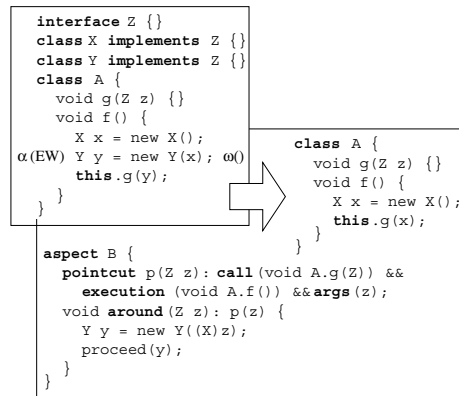 interface Z {}
class X implements Z {}
class Y implements Z {}
class A {
void g(Z z) {}
void f() {
X x = new X();
α(EW) Y y = new Y(x); ω()
this.g(y);
}
}
class A {
void g(Z z) {}
void f() {
X x = new X();
this.g(x);
}
}
aspect B {
pointcut p(Z z): call(void A.g(Z)) &&
execution (void A.f()) &&args(z);
void around(Z z): p(z) {
Y y = new Y((X)z);
proceed(y);
}
}